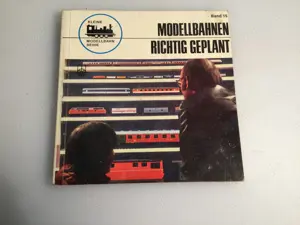 KLEINE
MODELLBAHN
REIHE
Band 15
MODELLBAHNEN
RICHTIG GEPLANT